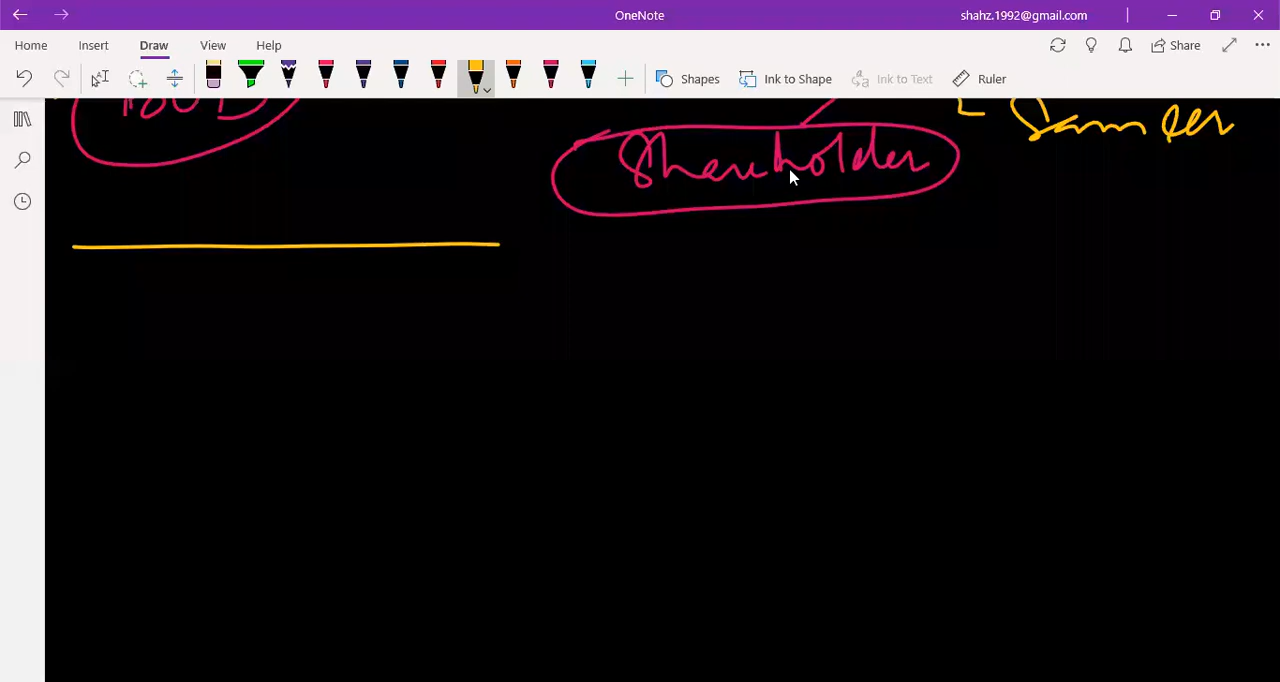 OneNote
shahz.1992@gmail.com
Home Insert Draw View Help
Share
Shapes Ink to Shape Ink to Text Ruler
Sameer
Shareholder